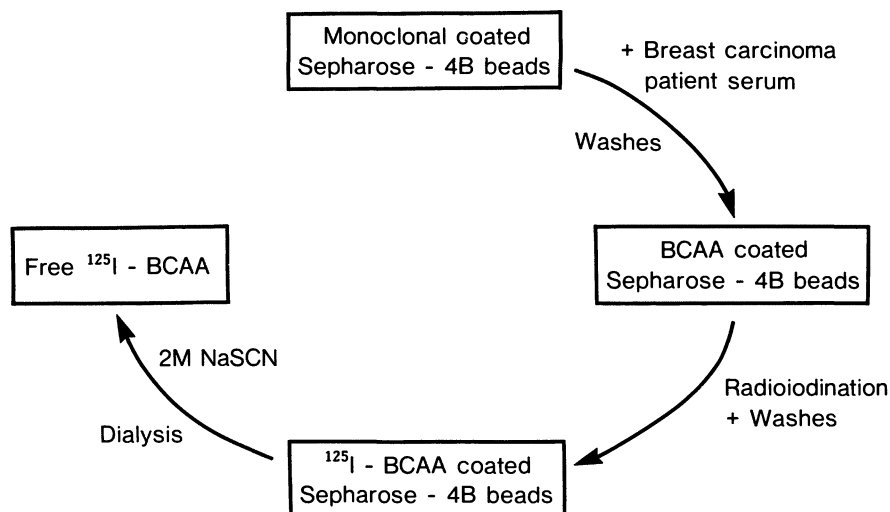 Monoclonal coated
Sepharose - 4B beads
+ Breast carcinoma
patient serum
Washes
BCAA coated
Sepharose - 4B beads
Radioiodination
+ Washes
¹²⁵I - BCAA coated
Sepharose - 4B beads
2M NaSCN
Dialysis
Free ¹²⁵I - BCAA